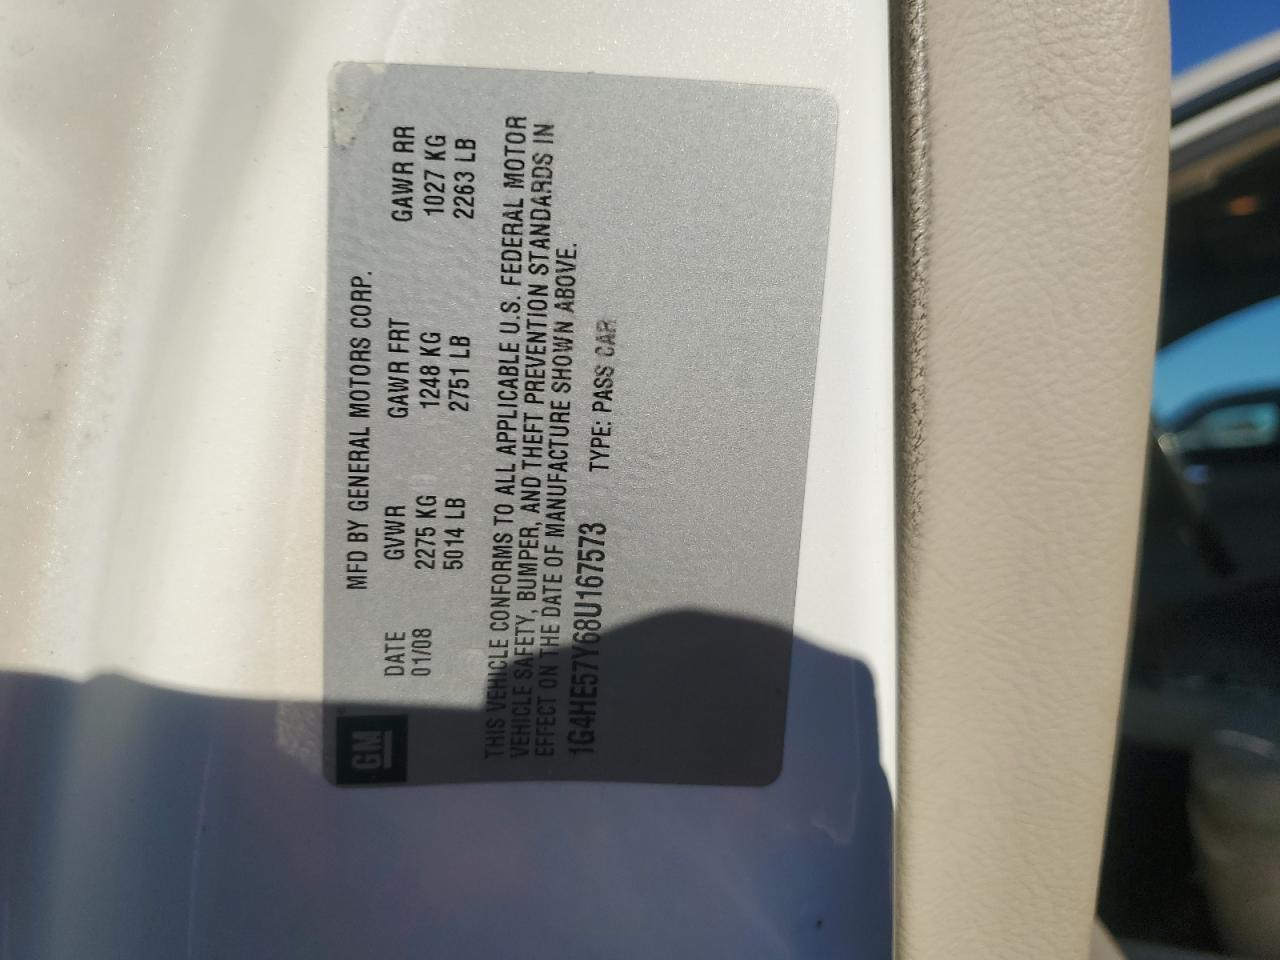 GM
MFD BY GENERAL MOTORS CORP.
DATE GVWR GAWR FRT GAWR RR
01/08 2275 KG 1248 KG 1027 KG
5014 LB 2751 LB 2263 LB
THIS VEHICLE CONFORMS TO ALL APPLICABLE U.S. FEDERAL MOTOR
VEHICLE SAFETY, BUMPER, AND THEFT PREVENTION STANDARDS IN
EFFECT ON THE DATE OF MANUFACTURE SHOWN ABOVE.
1G4HE57Y68U167573 TYPE: PASS CAR